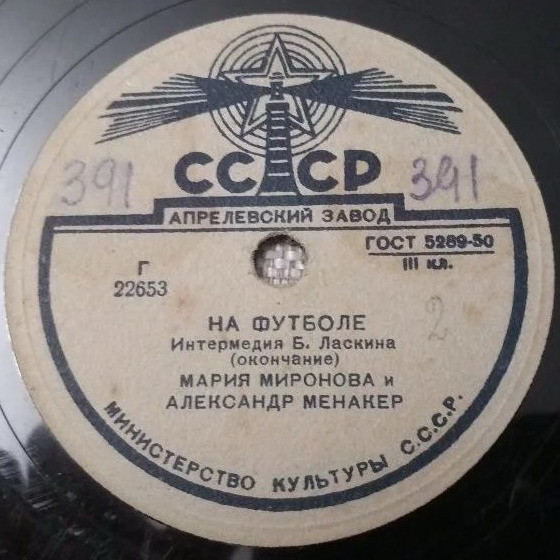 СССР
391
391
АПРЕЛЕВСКИЙ ЗАВОД
ГОСТ 5289-50
III кл.
Г
22653
НА ФУТБОЛЕ
Интермедия Б. Ласкина
(окончание)
МАРИЯ МИРОНОВА и
АЛЕКСАНДР МЕНАКЕР
2
МИНИСТЕРСТВО КУЛЬТУРЫ С.С.С.Р.